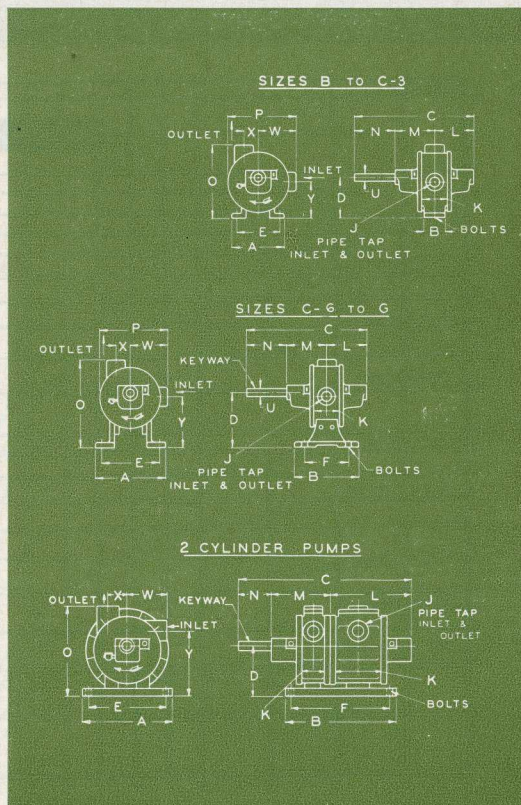 SIZES B TO C-3
P
C
OUTLET X W
N M L
INLET
O
Y
D
U
K
E
J
B BOLTS
A
PIPE TAP
INLET & OUTLET
SIZES C-6 TO G
P
C
OUTLET X W
N M L
KEYWAY
INLET
O
U
D
K
Y
E
J
F
A
PIPE TAP
INLET & OUTLET
B
BOLTS
2 CYLINDER PUMPS
C
OUTLET X W
N M L
J
KEYWAY
PIPE TAP
INLET &
OUTLET
INLET
O
Y
D
K
K
E
F
BOLTS
A
B